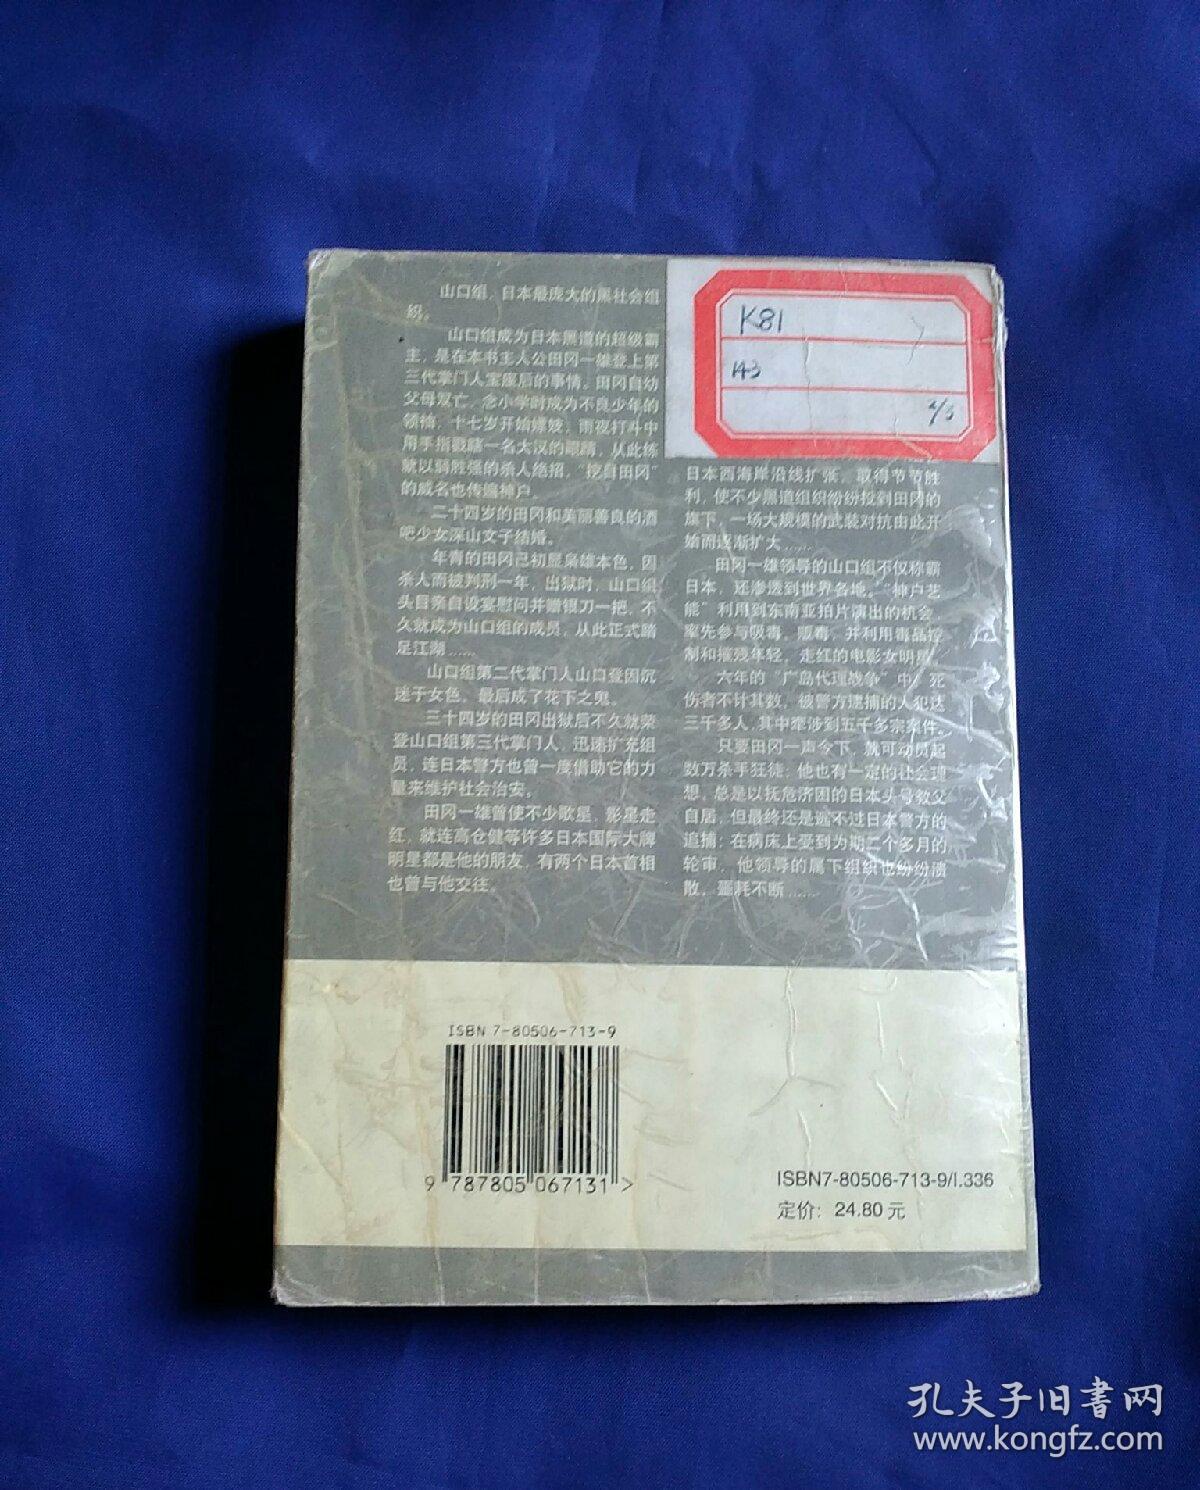 山口组，日本最庞大的黑社会组
织。
山口组成为日本黑道的超级霸
主，是在本书主人公田冈一雄登上第
三代掌门人宝座后的事情。田冈自幼
父母双亡，念小学时成为不良少年的
领袖，十七岁开始嫖妓，雨夜打斗中
用手指戳瞎一名大汉的眼睛，从此练
就以弱胜强的杀人绝招，“挖目田冈”
的威名也传遍神户。
二十四岁的田冈和美丽善良的酒
吧少女深山文子结婚。
年青的田冈已初显枭雄本色，因
杀人而被判刑一年，出狱时，山口组
头目亲自设宴慰问并赠银刀一把，不
久就成为山口组的成员，从此正式踏
足江湖……
山口组第二代掌门人山口登因沉
迷于女色，最后成了花下之鬼。
三十四岁的田冈出狱后不久就荣
登山口组第三代掌门人，迅速扩充组
员，连日本警方也曾一度借助它的力
量来维护社会治安。
田冈一雄曾使不少歌星，影星走
红，就连高仓健等许多日本国际大牌
明星都是他的朋友，有两个日本首相
也曾与他交往。
K81
143
2/3
日本西海岸沿线扩张，取得节节胜
利，使不少黑道组织纷纷投到田冈的
旗下，一场大规模的武装对抗由此开
始而逐渐扩大……
田冈一雄领导的山口组不仅称霸
日本，还渗透到世界各地。“神户艺
能”利用到东南亚拍片演出的机会，
率先参与吸毒、贩毒，并利用毒品控
制和摧残年轻、走红的电影女明星。
六年的“广岛代理战争”中，死
伤者不计其数，被警方逮捕的人犯达
三千多人，其中牵涉到五千多宗案件。
只要田冈一声令下，就可动员起
数万杀手狂徒；他也有一定的社会理
想，总是以扶危济困的日本头号教父
自居，但最终还是逃不过日本警方的
追捕；在病床上受到为期二个多月的
轮审，他领导的属下组织也纷纷溃
散，噩耗不断……
ISBN 7-80506-713-9
9 787805 067131 >
ISBN7-80506-713-9/I.336
定价：24.80元
孔夫子旧书网
www.kongfz.com